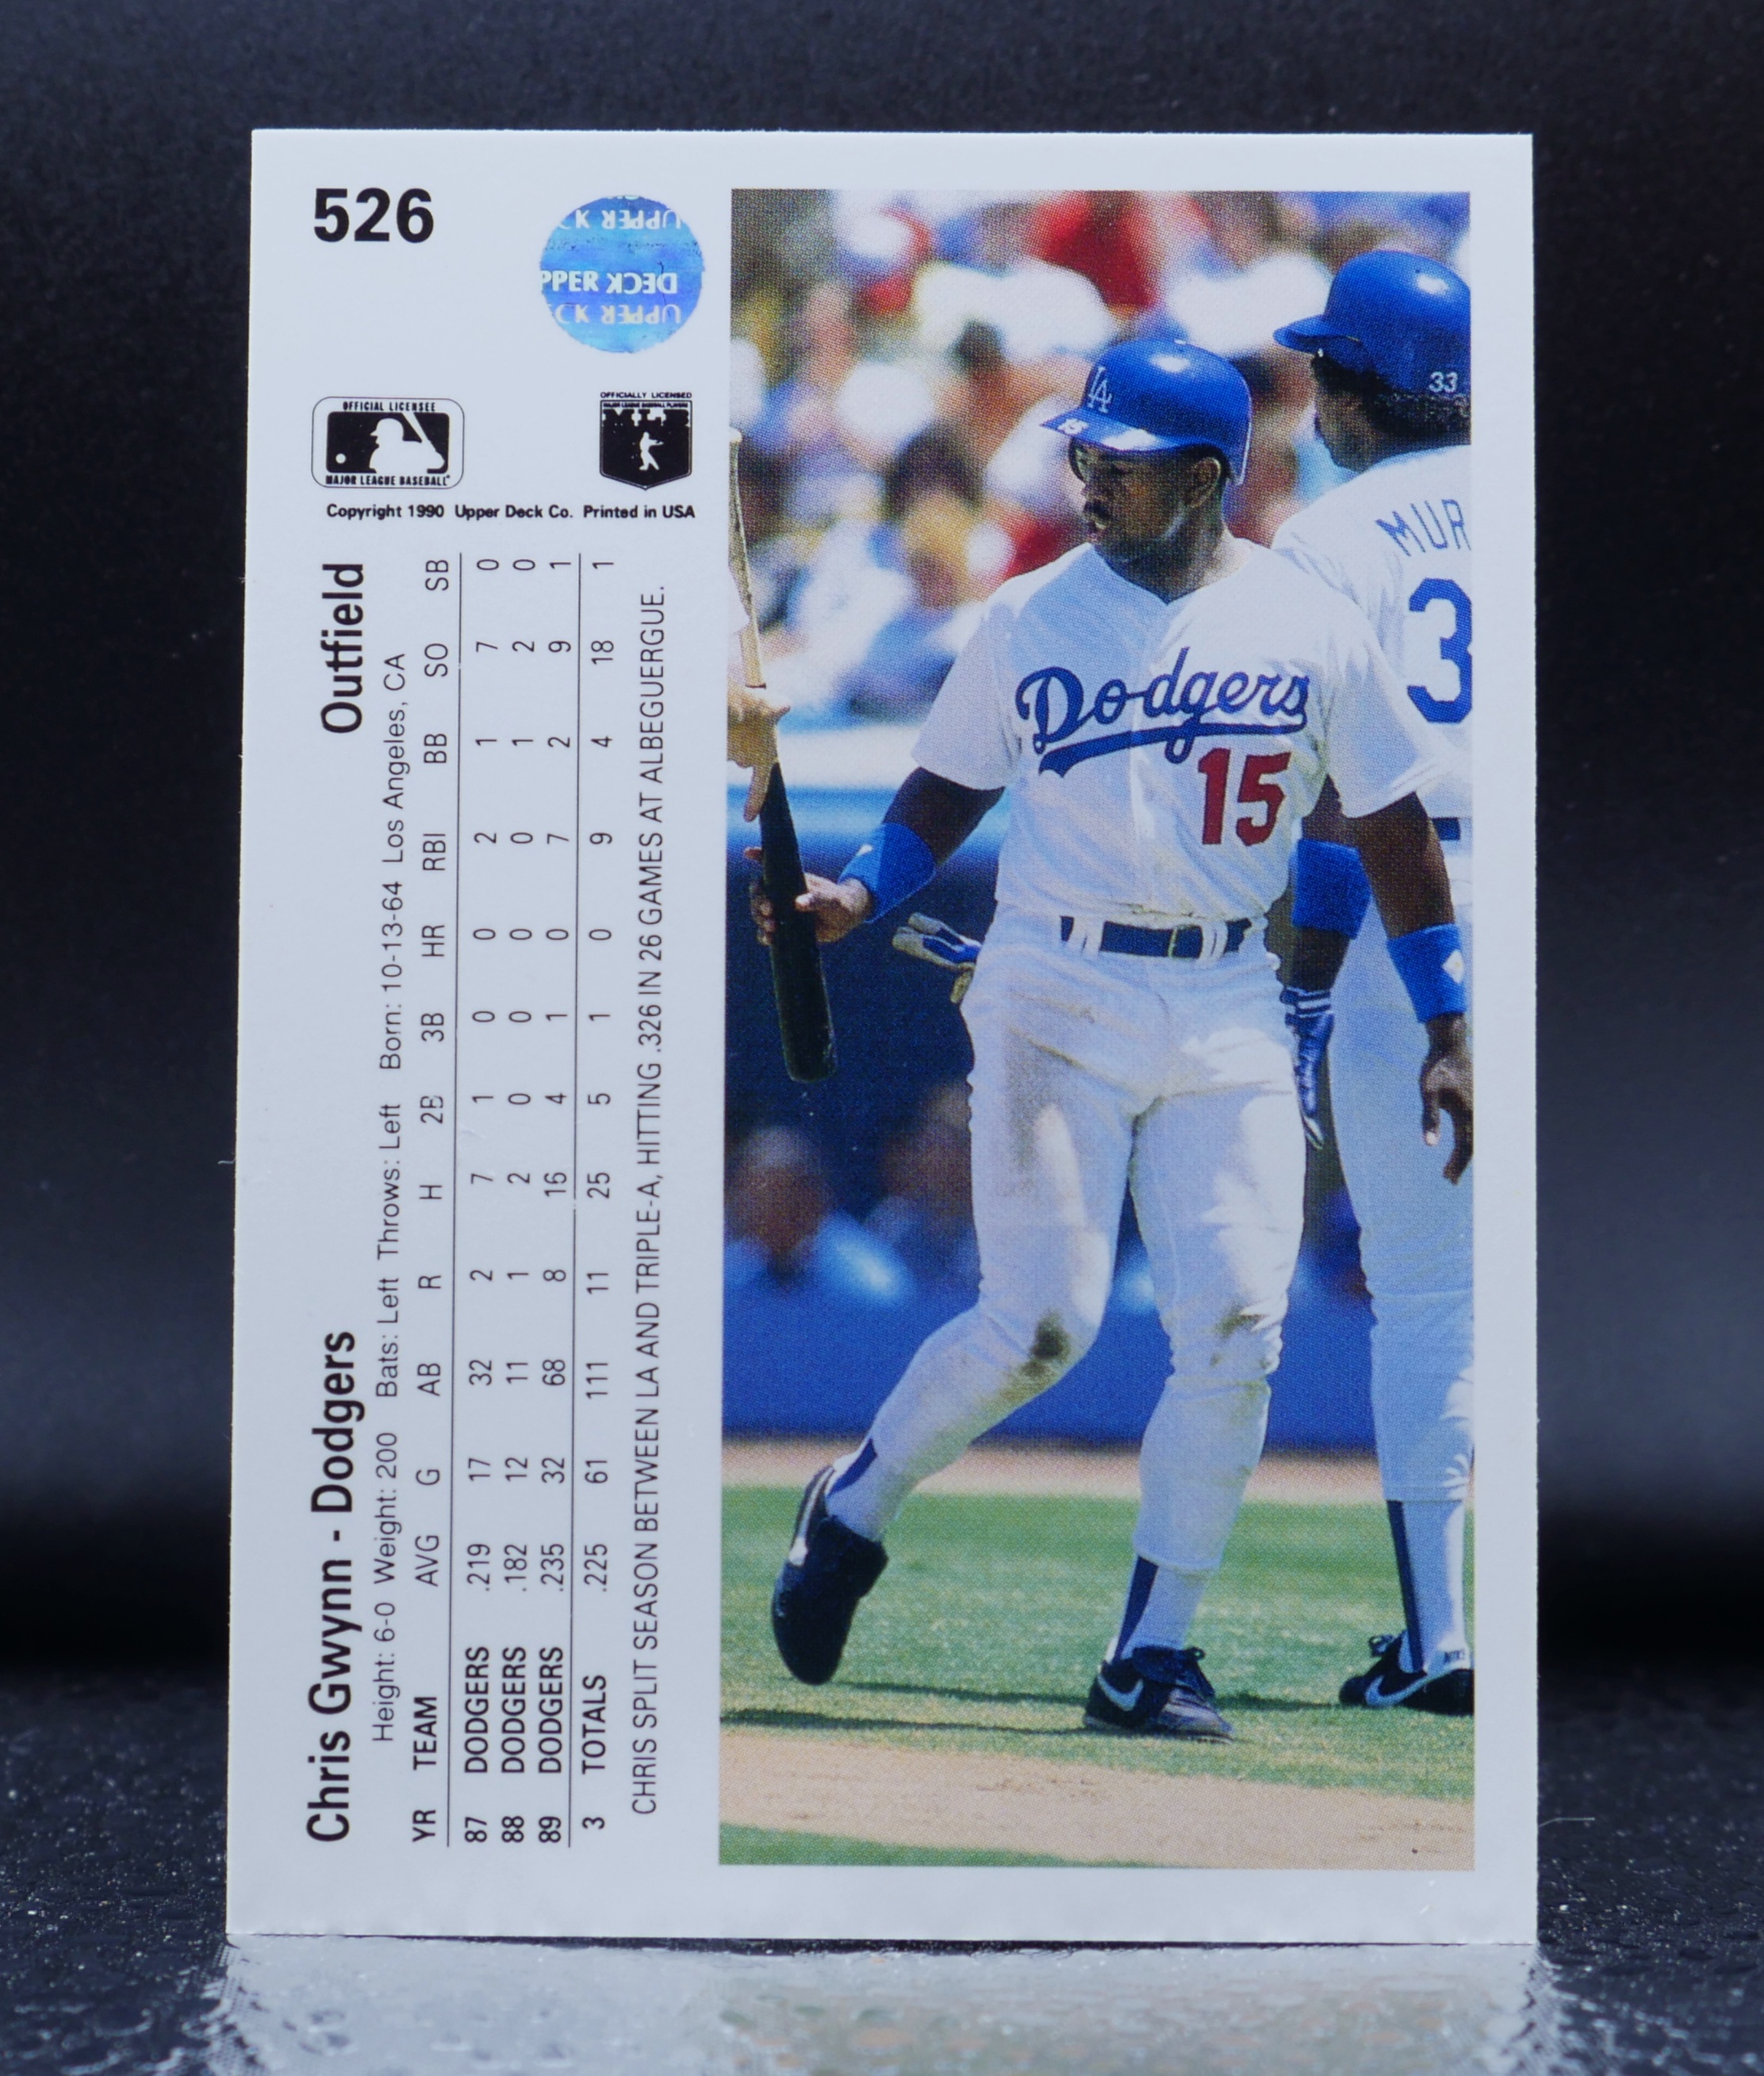 526
UPPER DECK
UPPER DECK
UPPER
OFFICIAL LICENSEE
MAJOR LEAGUE BASEBALL
OFFICIALLY LICENSED
MAJOR LEAGUE BASEBALL PLAYERS
Copyright 1990 Upper Deck Co. Printed in USA
Chris Gwynn - Dodgers Outfield
Height: 6-0 Weight: 200 Bats: Left Throws: Left Born: 10-13-64 Los Angeles, CA
YR TEAM AVG G AB R H 2B 3B HR RBI BB SO SB
87 DODGERS .219 17 32 2 7 1 0 0 2 1 7 0
88 DODGERS .182 12 11 1 2 0 0 0 0 1 2 0
89 DODGERS .235 32 68 8 16 4 1 0 7 2 9 1
3 TOTALS .225 61 111 11 25 5 1 0 9 4 18 1
CHRIS SPLIT SEASON BETWEEN LA AND TRIPLE-A, HITTING .326 IN 26 GAMES AT ALBEGUERGUE.
33
LA
15
MUR
3
Dodgers
15